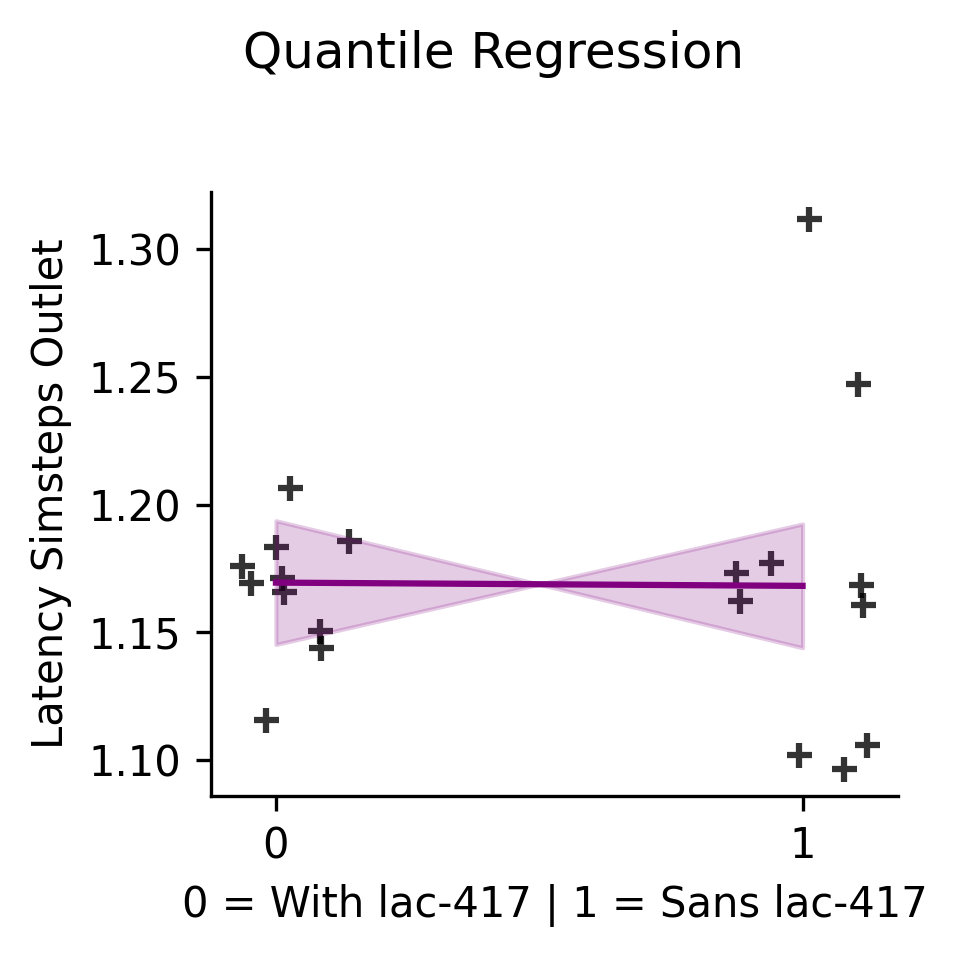 Quantile Regression
Latency Simsteps Outlet
1.30
1.25
1.20
1.15
1.10
0 1
0 = With lac-417 | 1 = Sans lac-417